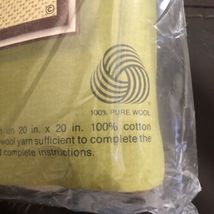 ©
100% PURE WOOL
on 20 in. x 20 in. 100% cotton
wool yarn sufficient to complete the
d complete instructions.